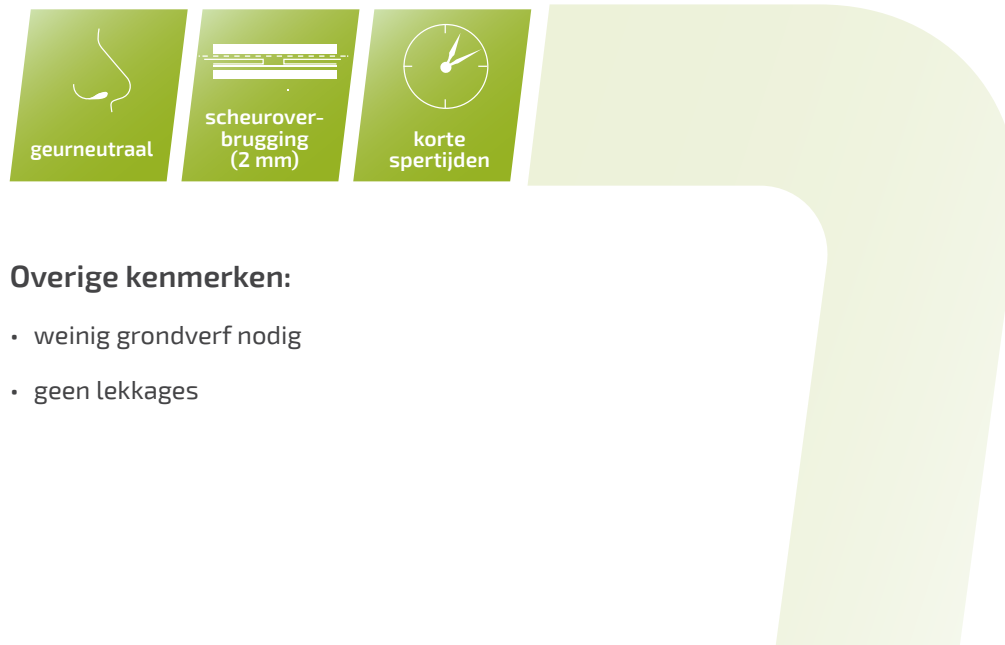 geurneutraal
scheurover-
brugging
(2 mm)
korte
spertijden
Overige kenmerken:
• weinig grondverf nodig
• geen lekkages